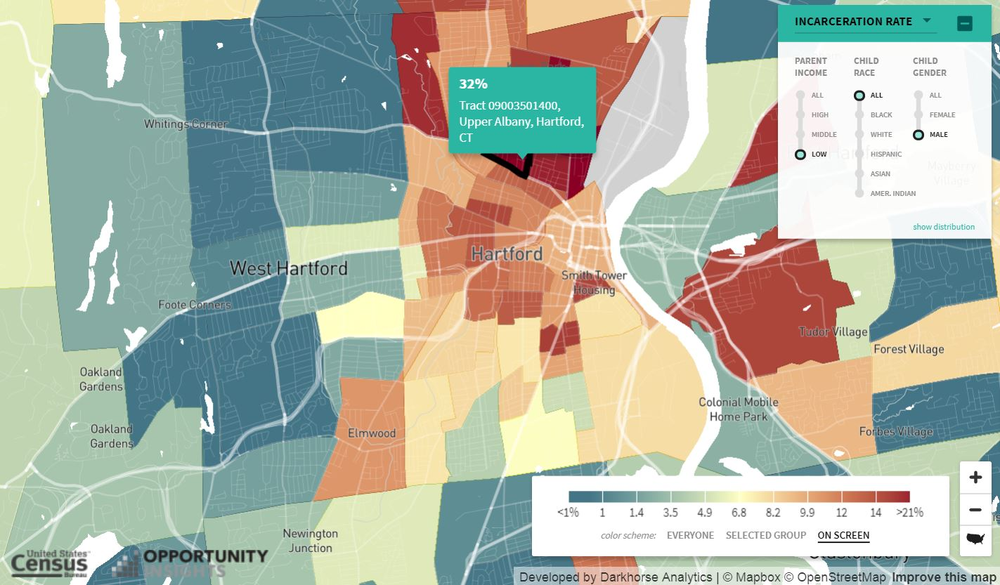 INCARCERATION RATE
PARENT INCOME
CHILD RACE
CHILD GENDER
ALL
HIGH
MIDDLE
LOW
ALL
BLACK
WHITE
HISPANIC
ASIAN
AMER. INDIAN
ALL
FEMALE
MALE
show distribution
32%
Tract 09003501400,
Upper Albany, Hartford,
CT
Whitings Corner
Mayberry
Village
West Hartford
Hartford
Smith Tower
Housing
Foote Corners
Tudor Village
Forest Village
Oakland
Gardens
Colonial Mobile
Home Park
Oakland
Gardens
Elmwood
Forbes Village
Newington
Junction
<1% 1 1.4 3.5 4.9 6.8 8.2 9.9 12 14 >21%
color scheme: EVERYONE SELECTED GROUP ON SCREEN
United States™
Census
Bureau
OPPORTUNITY
INSIGHTS
Developed by Darkhorse Analytics | © Mapbox © OpenStreetMap Improve this map